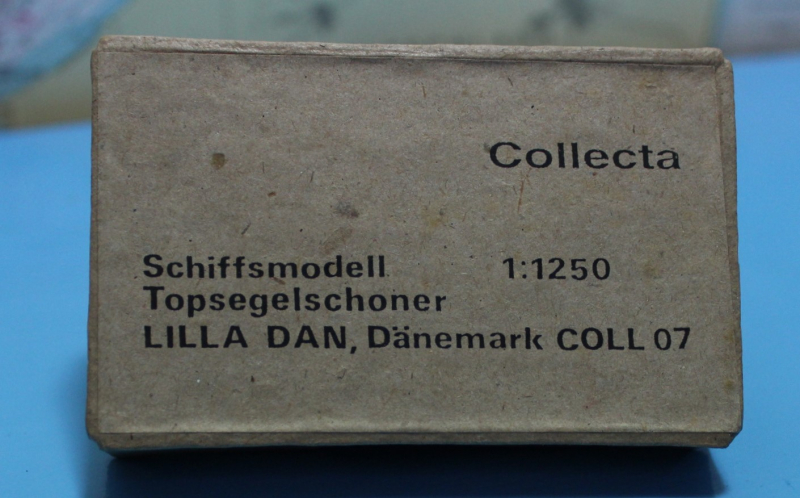 Collecta
Schiffsmodell 1:1250
Topsegelschoner
LILLA DAN, Dänemark COLL 07